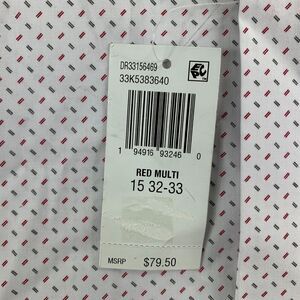 DR33156469
33K5383640
1 94916 93246 0
RED MULTI
15 32-33
MSRP $79.50